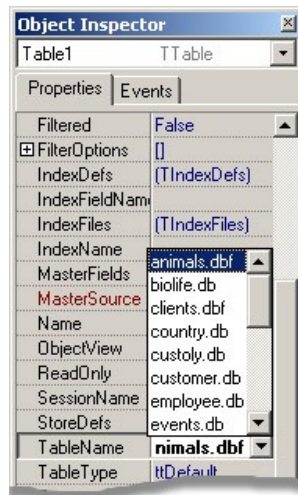 Object Inspector
Table1 TTable
Properties Events
Filtered False
FilterOptions []
IndexDefs (TIndexDefs)
IndexFieldNam
IndexFiles (TIndexFiles)
IndexName
MasterFields
MasterSource
Name
ObjectView
ReadOnly
SessionName
StoreDefs
animals.dbf
biolife.db
clients.dbf
country.db
custoly.db
customer.db
employee.db
events.db
TableName nimals.dbf
TableType ttDefault